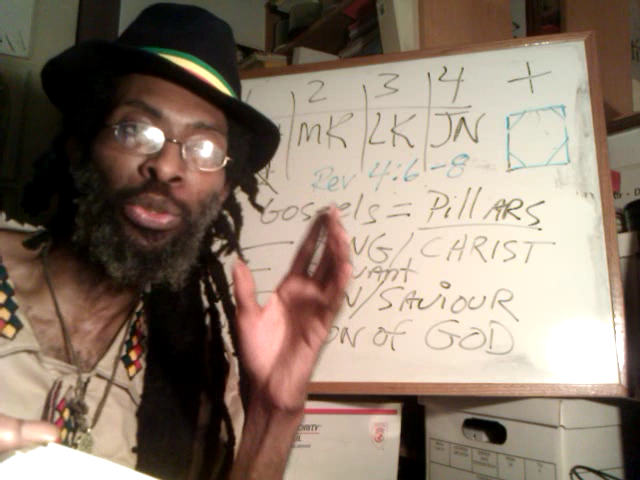 2 3 4 +
MK LK JN
Rev 4:6-8
Gospels = PillARS
/CHRIST
/SAViOUR
OF GOD